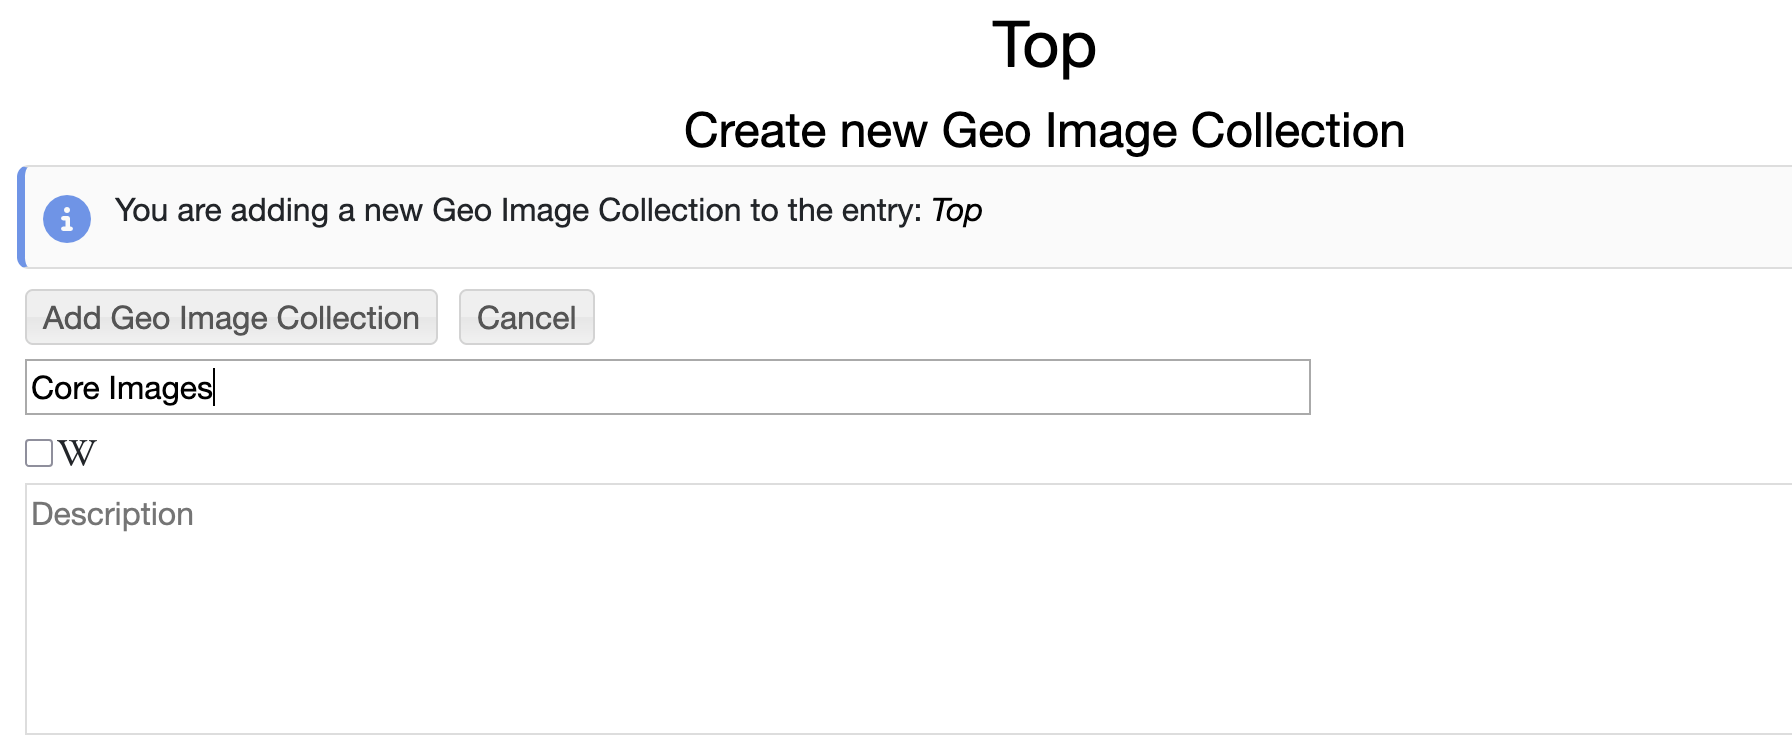 Top
Create new Geo Image Collection
You are adding a new Geo Image Collection to the entry: Top
Add Geo Image Collection Cancel
Core Images
W
Description